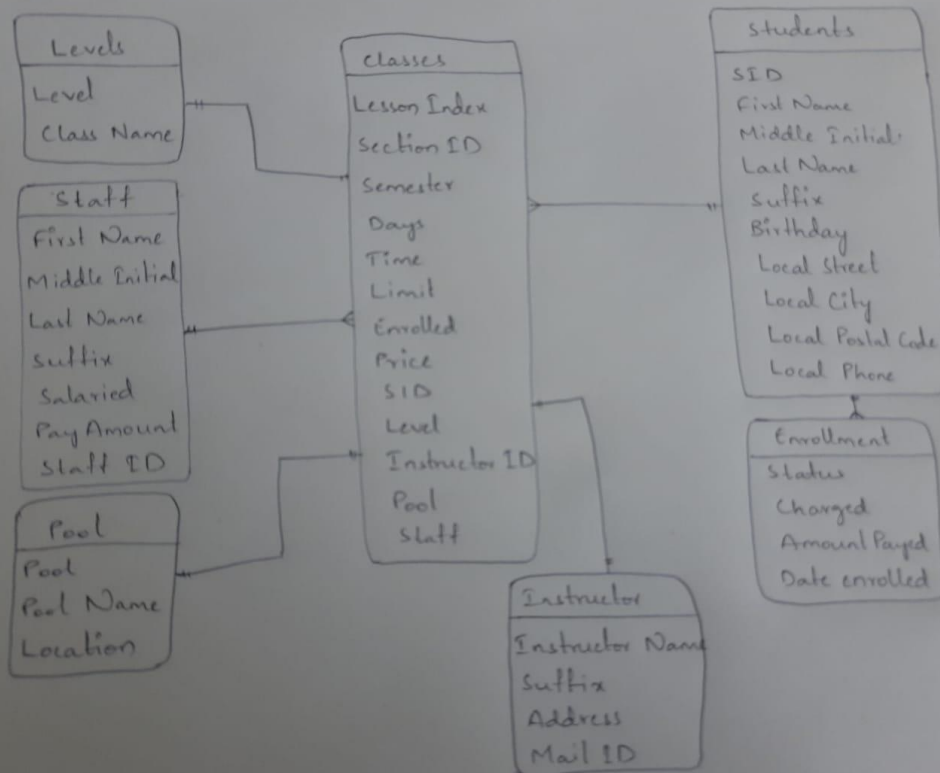 Levels
Level
Class Name
Staff
First Name
Middle Initial
Last Name
Suffix
Salaried
Pay Amount
Staff ID
Pool
Pool
Pool Name
Location
Classes
Lesson Index
Section ID
Semester
Days
Time
Limit
Enrolled
Price
SID
Level
Instructor ID
Pool
Staff
Students
SID
First Name
Middle Initial
Last Name
Suffix
Birthday
Local Street
Local City
Local Postal Code
Local Phone
Enrollment
Status
Charged
Amount Payed
Date enrolled
Instructor
Instructor Name
Suffix
Address
Mail ID